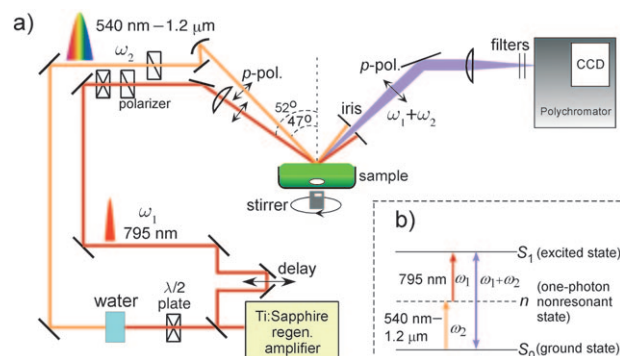 a)
540 nm – 1.2 μm
ω₂
p-pol.
polarizer
52°
47°
p-pol.
iris
ω₁+ω₂
filters
CCD
Polychromator
sample
stirrer
ω₁
795 nm
delay
λ/2
plate
water
Ti:Sapphire
regen.
amplifier
b)
S₁ (excited state)
795 nm
ω₁
ω₁+ω₂
n (one-photon
nonresonant
state)
540 nm–
1.2 μm
ω₂
S₀ (ground state)